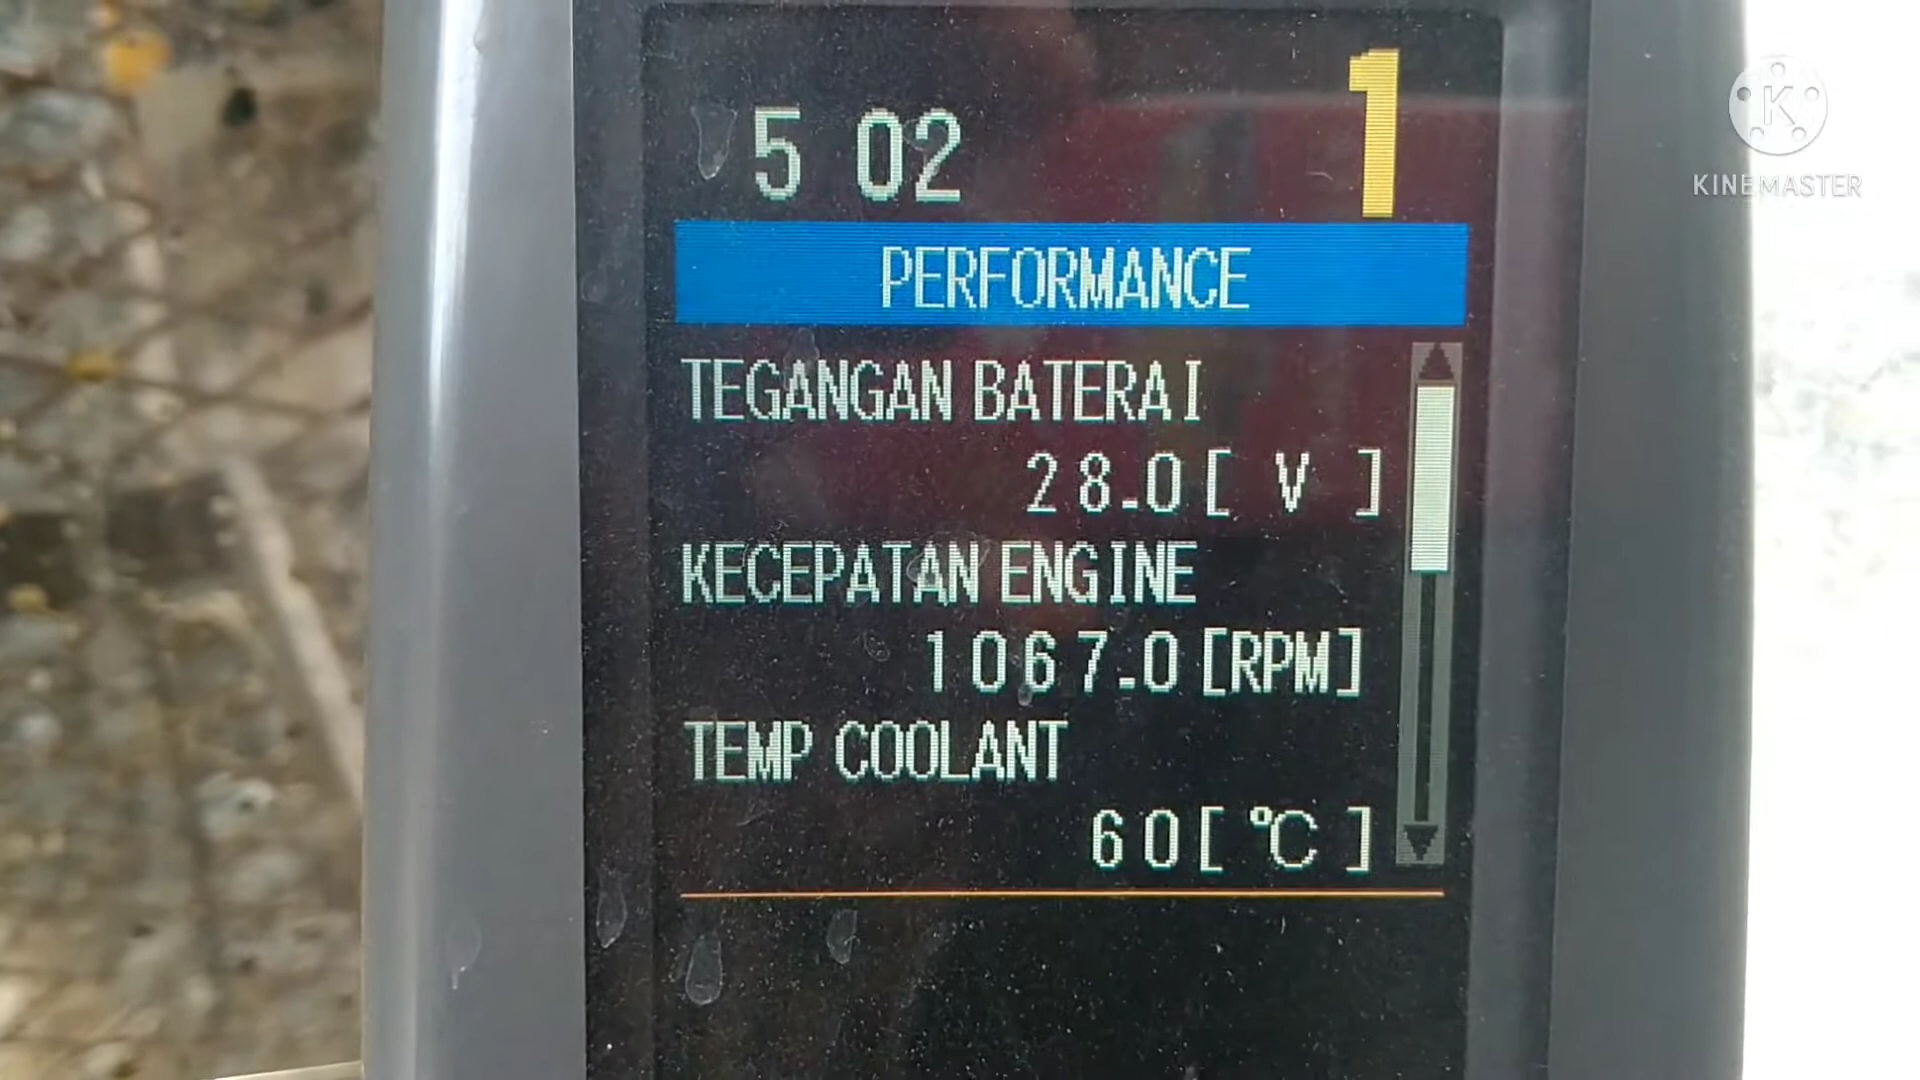 5 02
1
PERFORMANCE
TEGANGAN BATERAI
28.0[ V ]
KECEPATAN ENGINE
1067.0[RPM]
TEMP COOLANT
60[ ℃ ]
K
KINEMASTER